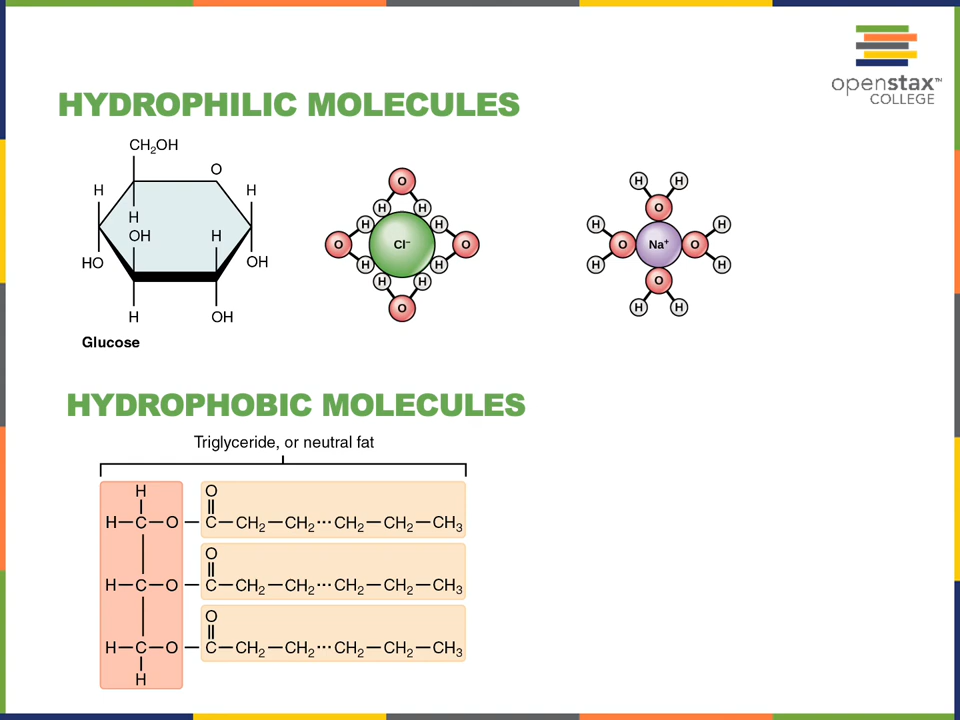 openstax™
COLLEGE
HYDROPHILIC MOLECULES
CH₂OH
O
H H
H
OH H
HO OH
H OH
Glucose
O
H H
H H
O Cl⁻ O
H H
H H
O
H H
O
H H
O Na⁺ O
H H
O
H H
HYDROPHOBIC MOLECULES
Triglyceride, or neutral fat
H O
H—C—O—C—CH₂—CH₂···CH₂—CH₂—CH₃
O
H—C—O—C—CH₂—CH₂···CH₂—CH₂—CH₃
O
H—C—O—C—CH₂—CH₂···CH₂—CH₂—CH₃
H